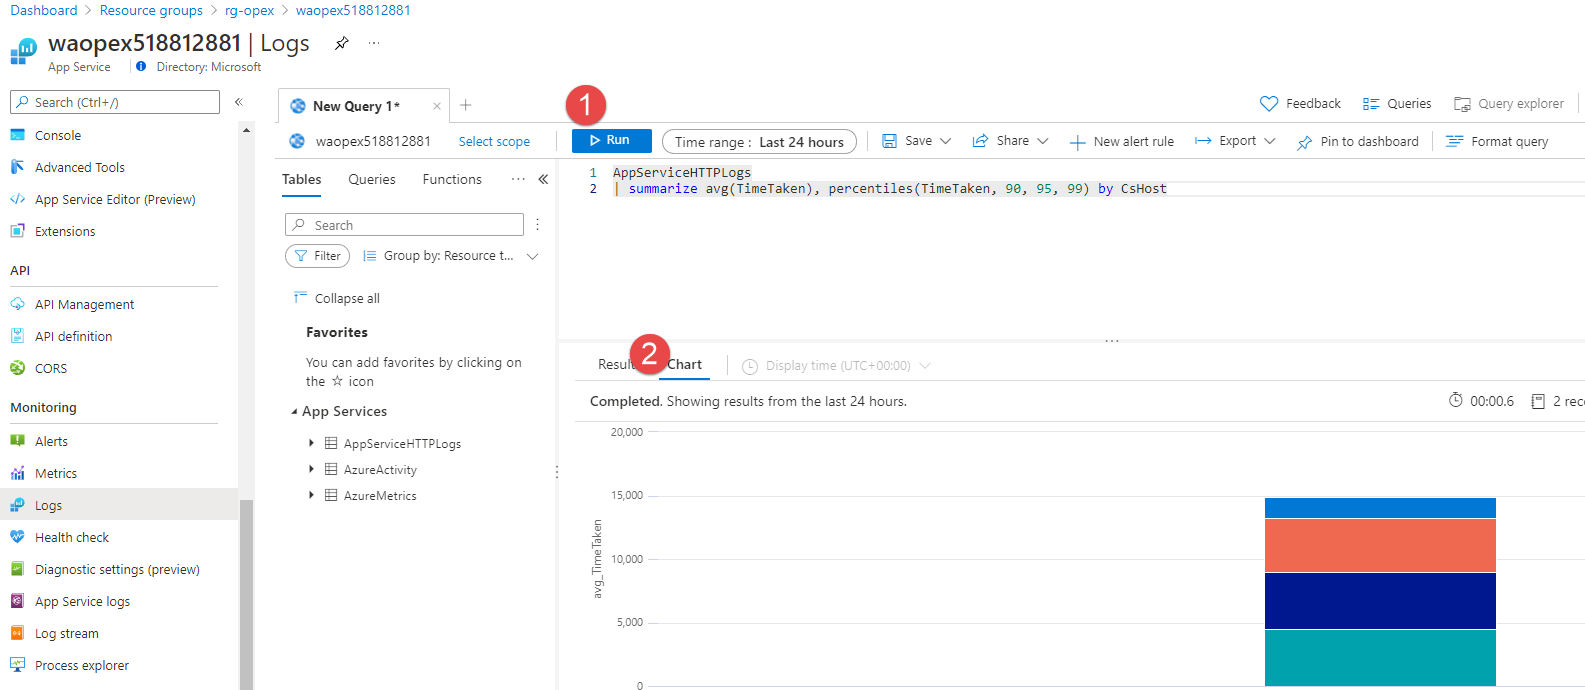 Dashboard > Resource groups > rg-opex > waopex518812881
waopex518812881 | Logs
App Service
Directory: Microsoft
Search (Ctrl+/)
Console
Advanced Tools
App Service Editor (Preview)
Extensions
API
API Management
API definition
CORS
Monitoring
Alerts
Metrics
Logs
Health check
Diagnostic settings (preview)
App Service logs
Log stream
Process explorer
New Query 1*
1
Feedback
Queries
Query explorer
waopex518812881
Select scope
Run
Time range : Last 24 hours
Save
Share
New alert rule
Export
Pin to dashboard
Format query
Tables
Queries
Functions
Search
Filter
Group by: Resource t...
Collapse all
Favorites
You can add favorites by clicking on
the ☆ icon
App Services
AppServiceHTTPLogs
AzureActivity
AzureMetrics
1 AppServiceHTTPLogs
2 | summarize avg(TimeTaken), percentiles(TimeTaken, 90, 95, 99) by CsHost
2
Chart
Display time (UTC+00:00)
Completed. Showing results from the last 24 hours.
00:00.6
2
20,000
15,000
10,000
5,000
0
avg_TimeTaken